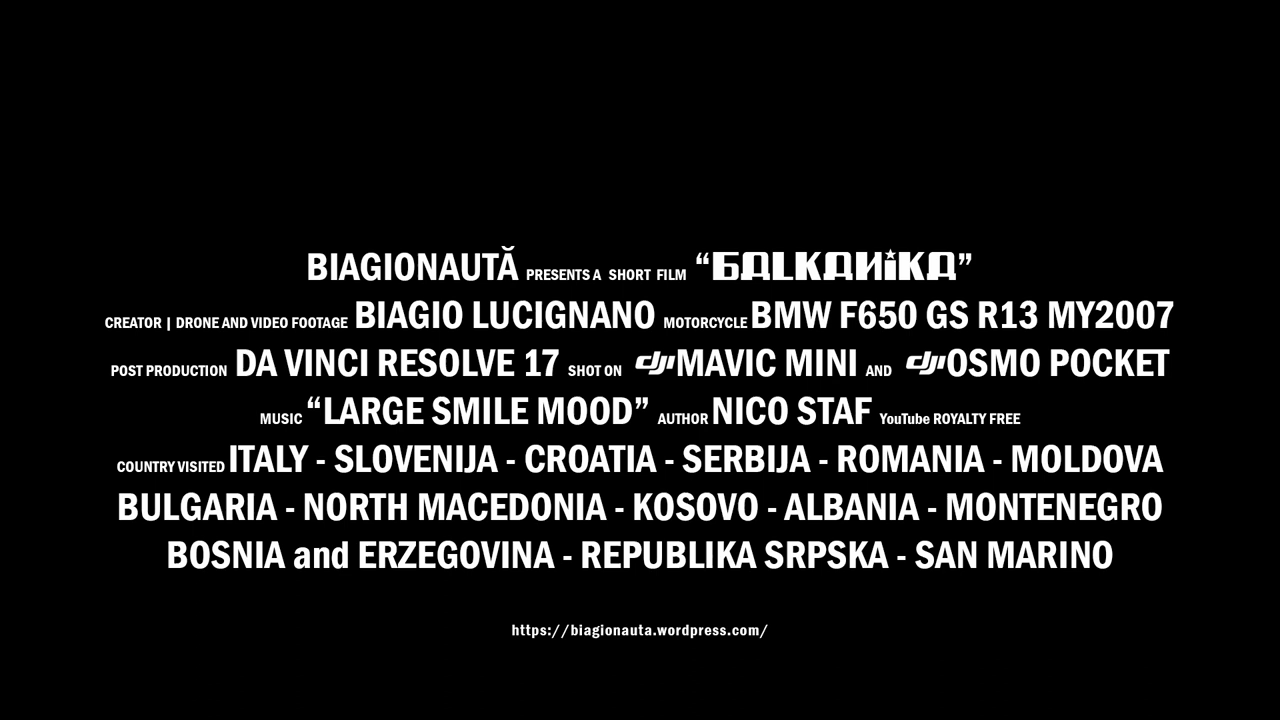 BIAGIONAUTĂ PRESENTS A SHORT FILM “БALKANiKA”
CREATOR | DRONE AND VIDEO FOOTAGE BIAGIO LUCIGNANO MOTORCYCLE BMW F650 GS R13 MY2007
POST PRODUCTION DA VINCI RESOLVE 17 SHOT ON dji MAVIC MINI AND dji OSMO POCKET
MUSIC “LARGE SMILE MOOD” AUTHOR NICO STAF YouTube ROYALTY FREE
COUNTRY VISITED ITALY - SLOVENIJA - CROATIA - SERBIJA - ROMANIA - MOLDOVA
BULGARIA - NORTH MACEDONIA - KOSOVO - ALBANIA - MONTENEGRO
BOSNIA and ERZEGOVINA - REPUBLIKA SRPSKA - SAN MARINO
https://biagionauta.wordpress.com/